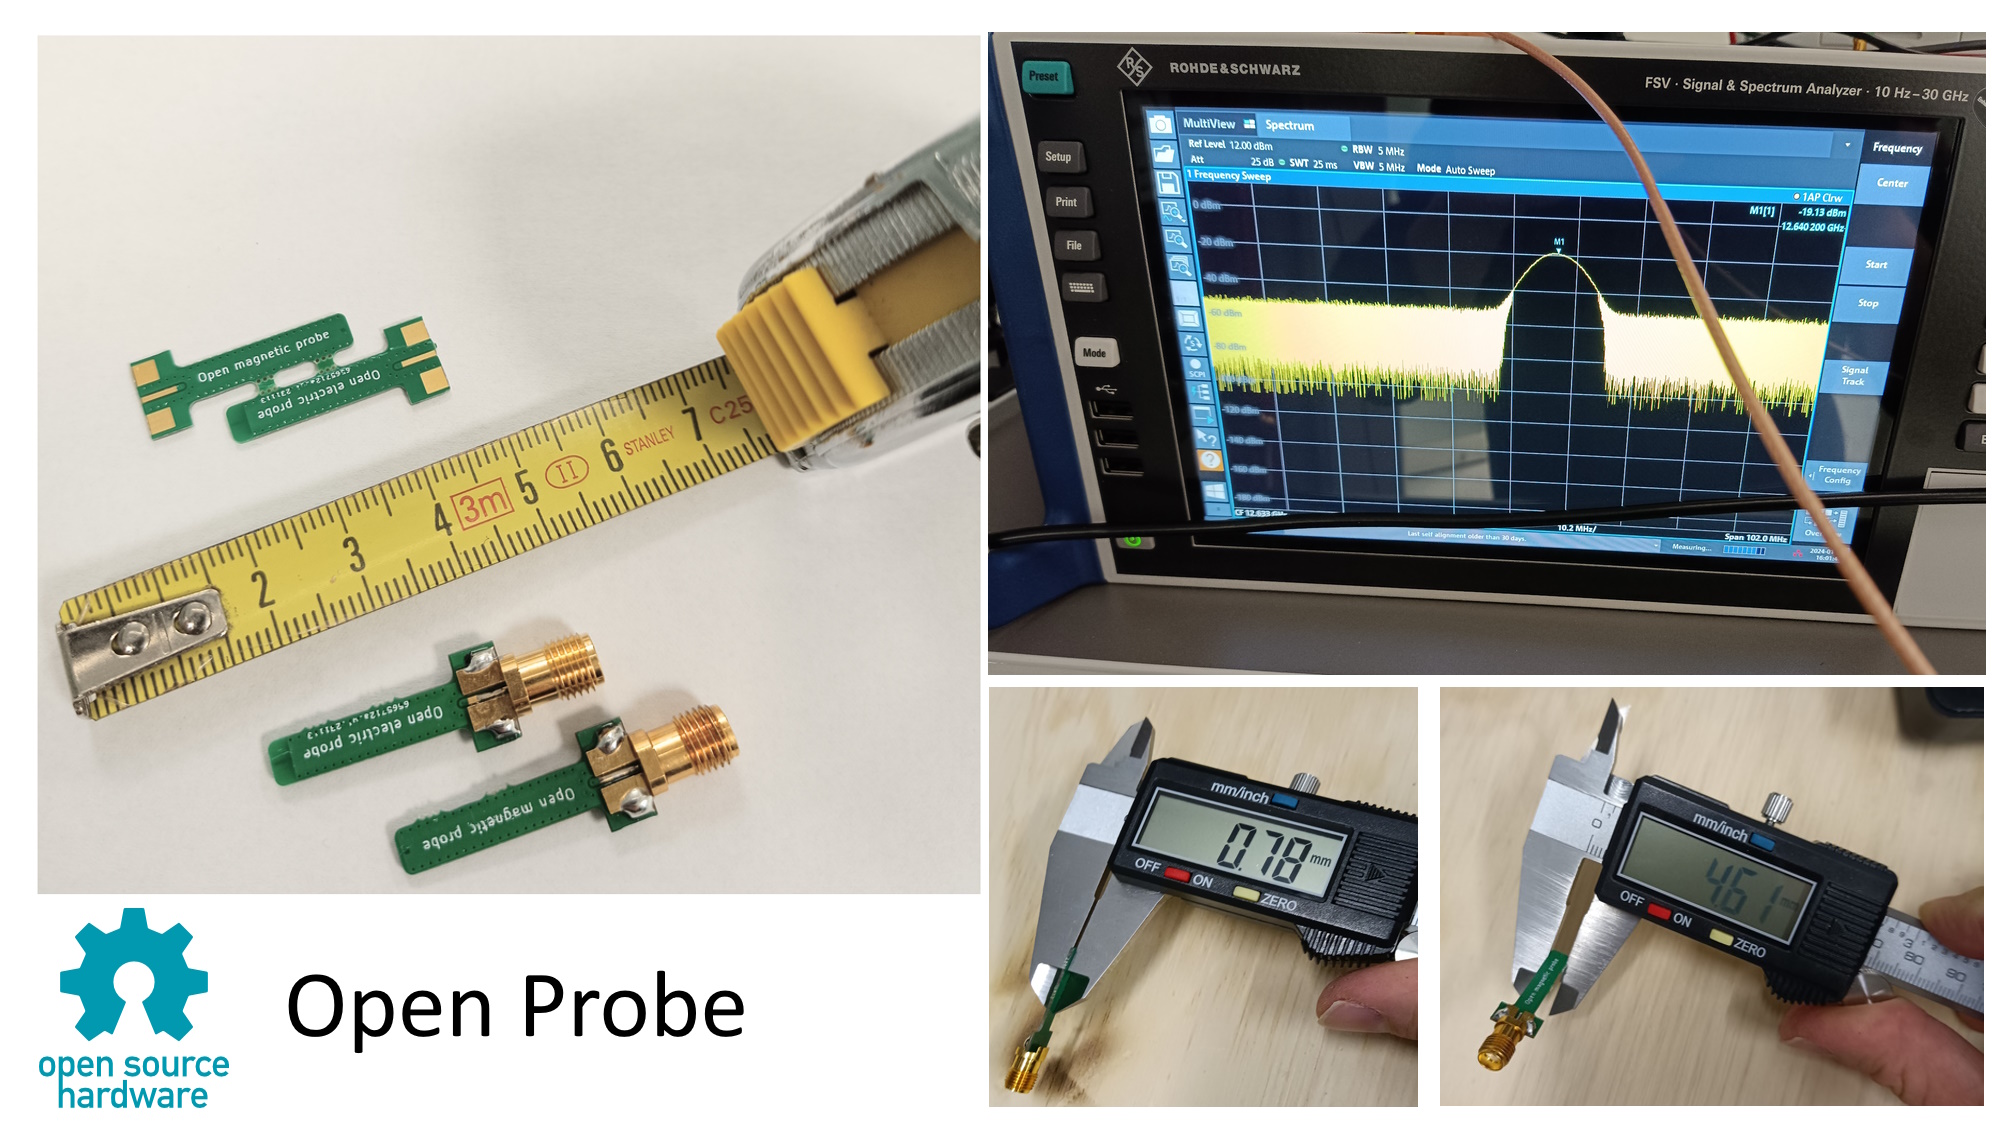 Open magnetic probe
Open electric probe
2
3
4
3m
5
II
6
STANLEY
7
C25
Open electric probe
Open magnetic probe
Preset
ROHDE&SCHWARZ
FSV · Signal & Spectrum Analyzer · 10 Hz – 30 GHz
Setup
Print
File
Mode
MultiView
Spectrum
Ref Level 12.00 dBm
RBW 5 MHz
Att 25 dB SWT 25 ms VBW 5 MHz Mode Auto Sweep
1 Frequency Sweep
1AP Clrw
M1[1] -19.13 dBm
12.640 200 GHz
M1
0 dBm
-20 dBm
-40 dBm
-60 dBm
-80 dBm
-120 dBm
-140 dBm
-160 dBm
-180 dBm
SCPI
CF 12.633 GHz
10.2 MHz/
Span 102.0 MHz
Last self alignment older than 30 days.
Measuring...
Frequency
Center
Start
Stop
Signal Track
Frequency Config
mm/inch
0.78 mm
OFF ON
ZERO
mm/inch
4.61
OFF ON
ZERO
open source
hardware
Open Probe